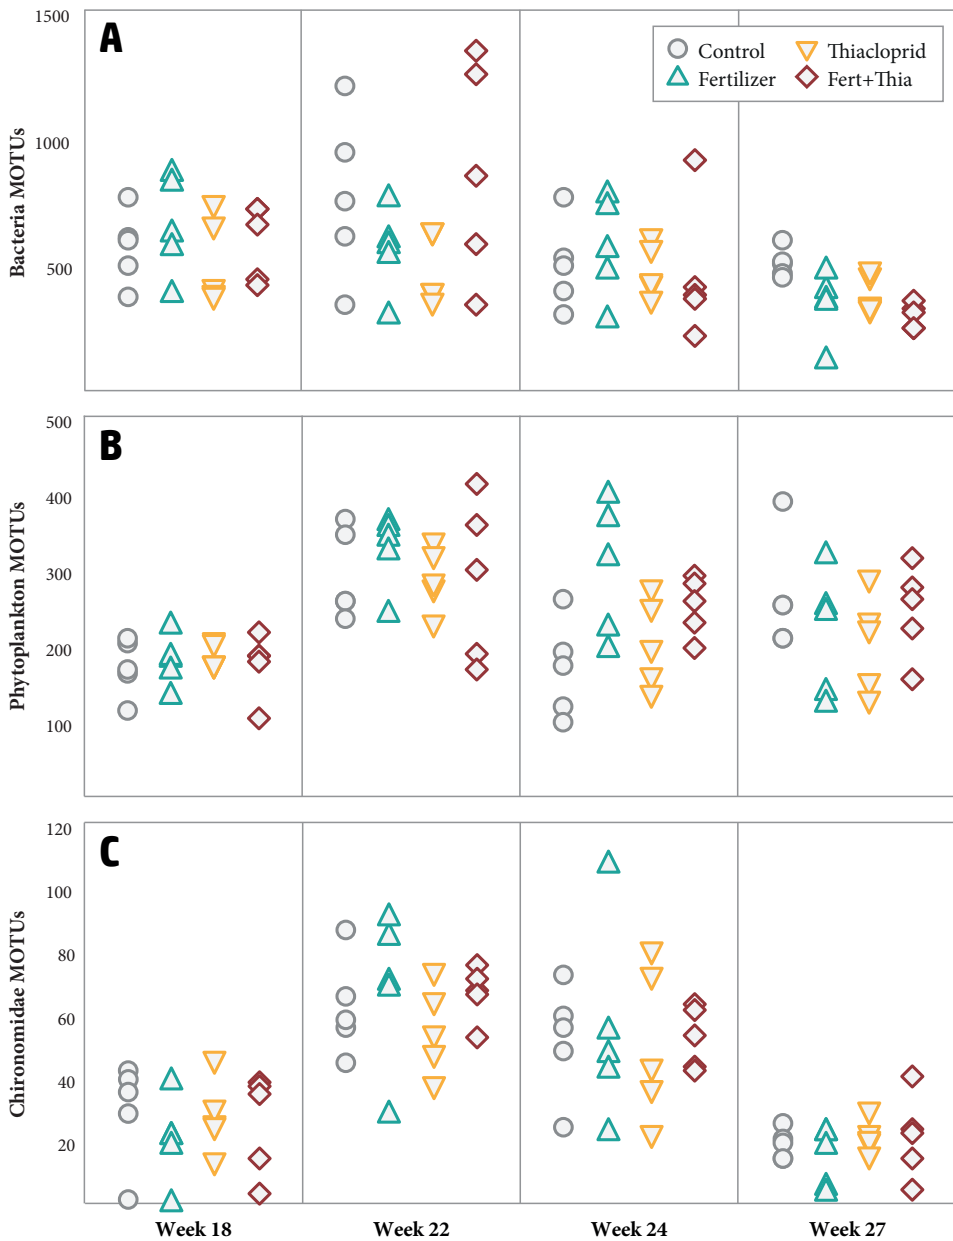 A
Control
Thiacloprid
Fertilizer
Fert+Thia
Bacteria MOTUs
1500
1000
500
B
Phytoplankton MOTUs
500
400
300
200
100
C
Chironomidae MOTUs
120
100
80
60
40
20
Week 18
Week 22
Week 24
Week 27